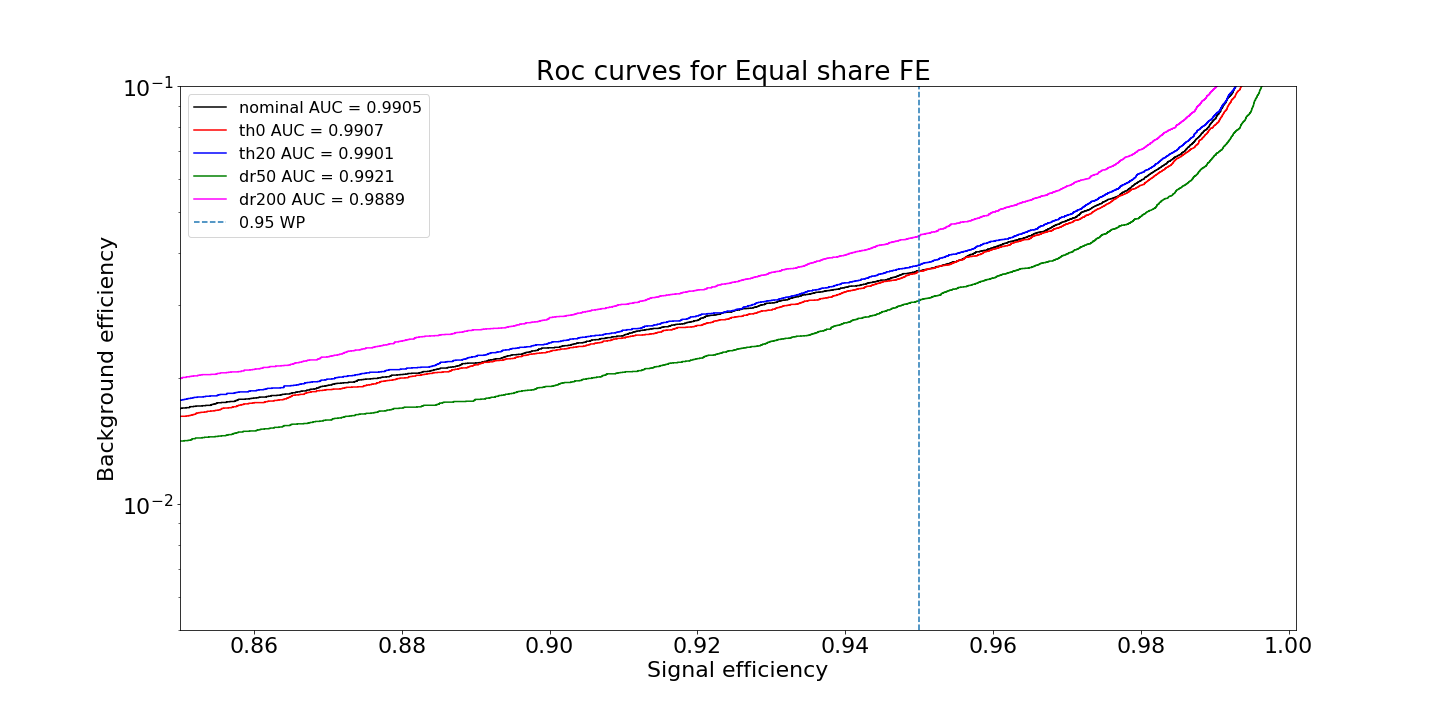 Roc curves for Equal share FE
10⁻¹
nominal AUC = 0.9905
th0 AUC = 0.9907
th20 AUC = 0.9901
dr50 AUC = 0.9921
dr200 AUC = 0.9889
0.95 WP
Background efficiency
10⁻²
0.86 0.88 0.90 0.92 0.94 0.96 0.98 1.00
Signal efficiency